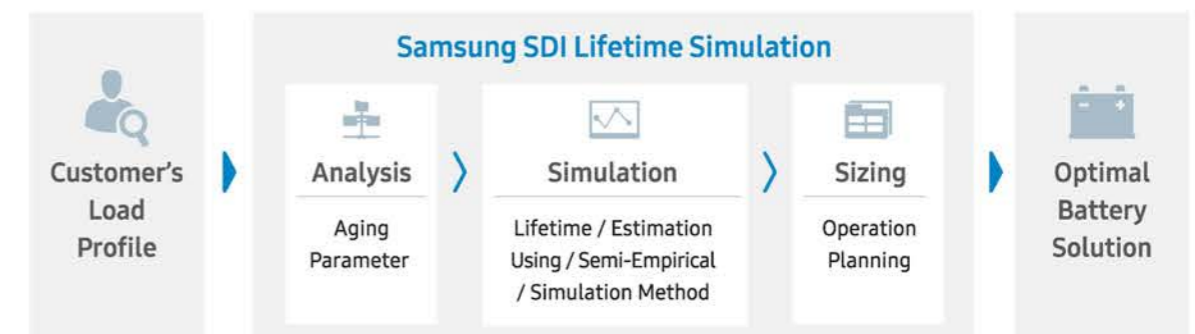 Samsung SDI Lifetime Simulation
Customer's
Load
Profile
Analysis
Aging
Parameter
Simulation
Lifetime / Estimation
Using / Semi-Empirical
/ Simulation Method
Sizing
Operation
Planning
Optimal
Battery
Solution